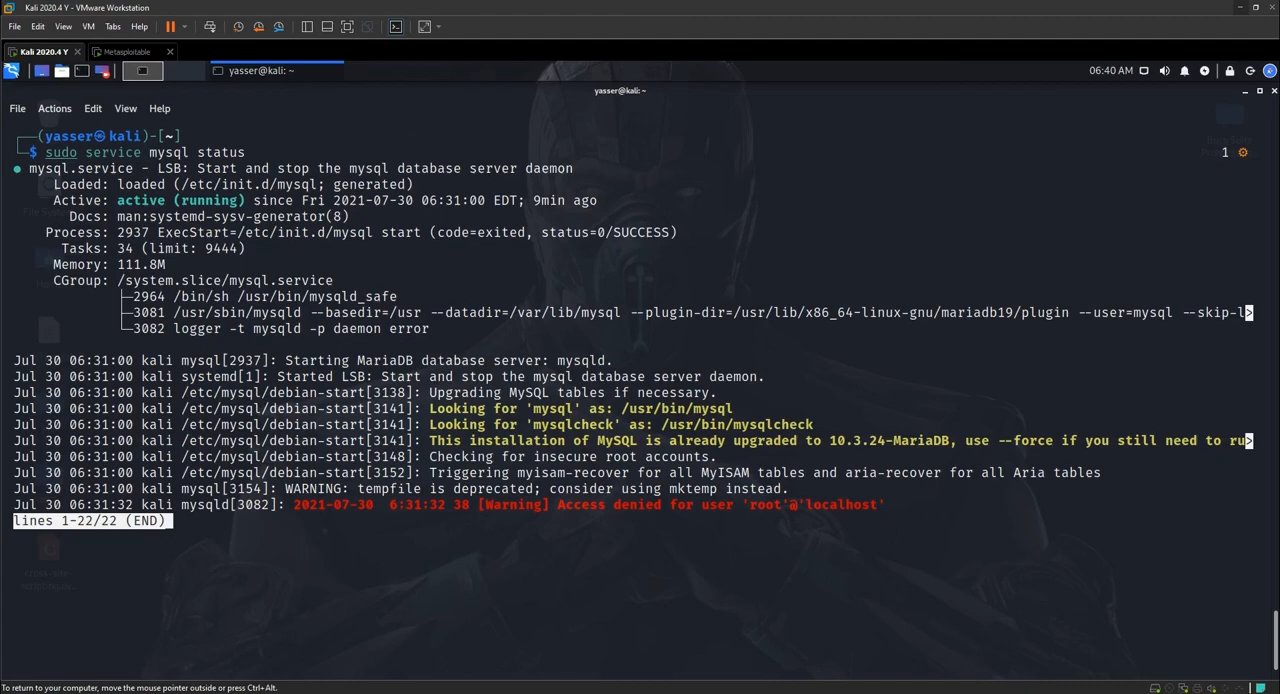 Kali 2020.4 Y - VMware Workstation
File Edit View VM Tabs Help
Kali 2020.4 Y Metasploitable
yasser@kali: ~ 06:40 AM
yasser@kali:~
File Actions Edit View Help
┌──(yasser㉿kali)-[~]
└─$ sudo service mysql status
1
● mysql.service - LSB: Start and stop the mysql database server daemon
Loaded: loaded (/etc/init.d/mysql; generated)
Active: active (running) since Fri 2021-07-30 06:31:00 EDT; 9min ago
Docs: man:systemd-sysv-generator(8)
Process: 2937 ExecStart=/etc/init.d/mysql start (code=exited, status=0/SUCCESS)
Tasks: 34 (limit: 9444)
Memory: 111.8M
CGroup: /system.slice/mysql.service
├─2964 /bin/sh /usr/bin/mysqld_safe
├─3081 /usr/sbin/mysqld --basedir=/usr --datadir=/var/lib/mysql --plugin-dir=/usr/lib/x86_64-linux-gnu/mariadb19/plugin --user=mysql --skip-l>
└─3082 logger -t mysqld -p daemon error
Jul 30 06:31:00 kali mysql[2937]: Starting MariaDB database server: mysqld.
Jul 30 06:31:00 kali systemd[1]: Started LSB: Start and stop the mysql database server daemon.
Jul 30 06:31:00 kali /etc/mysql/debian-start[3138]: Upgrading MySQL tables if necessary.
Jul 30 06:31:00 kali /etc/mysql/debian-start[3141]: Looking for 'mysql' as: /usr/bin/mysql
Jul 30 06:31:00 kali /etc/mysql/debian-start[3141]: Looking for 'mysqlcheck' as: /usr/bin/mysqlcheck
Jul 30 06:31:00 kali /etc/mysql/debian-start[3141]: This installation of MySQL is already upgraded to 10.3.24-MariaDB, use --force if you still need to ru>
Jul 30 06:31:00 kali /etc/mysql/debian-start[3148]: Checking for insecure root accounts.
Jul 30 06:31:00 kali /etc/mysql/debian-start[3152]: Triggering myisam-recover for all MyISAM tables and aria-recover for all Aria tables
Jul 30 06:31:00 kali mysql[3154]: WARNING: tempfile is deprecated; consider using mktemp instead.
Jul 30 06:31:32 kali mysqld[3082]: 2021-07-30  6:31:32 38 [Warning] Access denied for user 'root'@'localhost'
lines 1-22/22 (END)
To return to your computer, move the mouse pointer outside or press Ctrl+Alt.